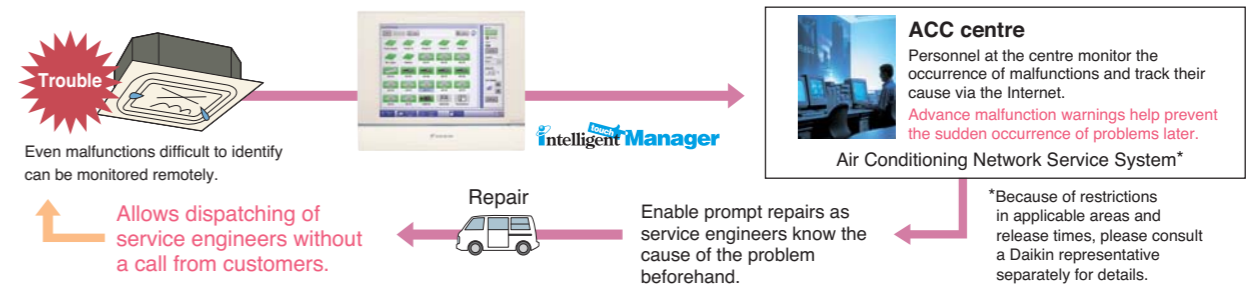 Trouble
Even malfunctions difficult to identify
can be monitored remotely.
intelligent touch Manager
ACC centre
Personnel at the centre monitor the
occurrence of malfunctions and track their
cause via the Internet.
Advance malfunction warnings help prevent
the sudden occurrence of problems later.
Air Conditioning Network Service System*
*Because of restrictions
in applicable areas and
release times, please consult
a Daikin representative
separately for details.
Enable prompt repairs as
service engineers know the
cause of the problem
beforehand.
Repair
Allows dispatching of
service engineers without
a call from customers.